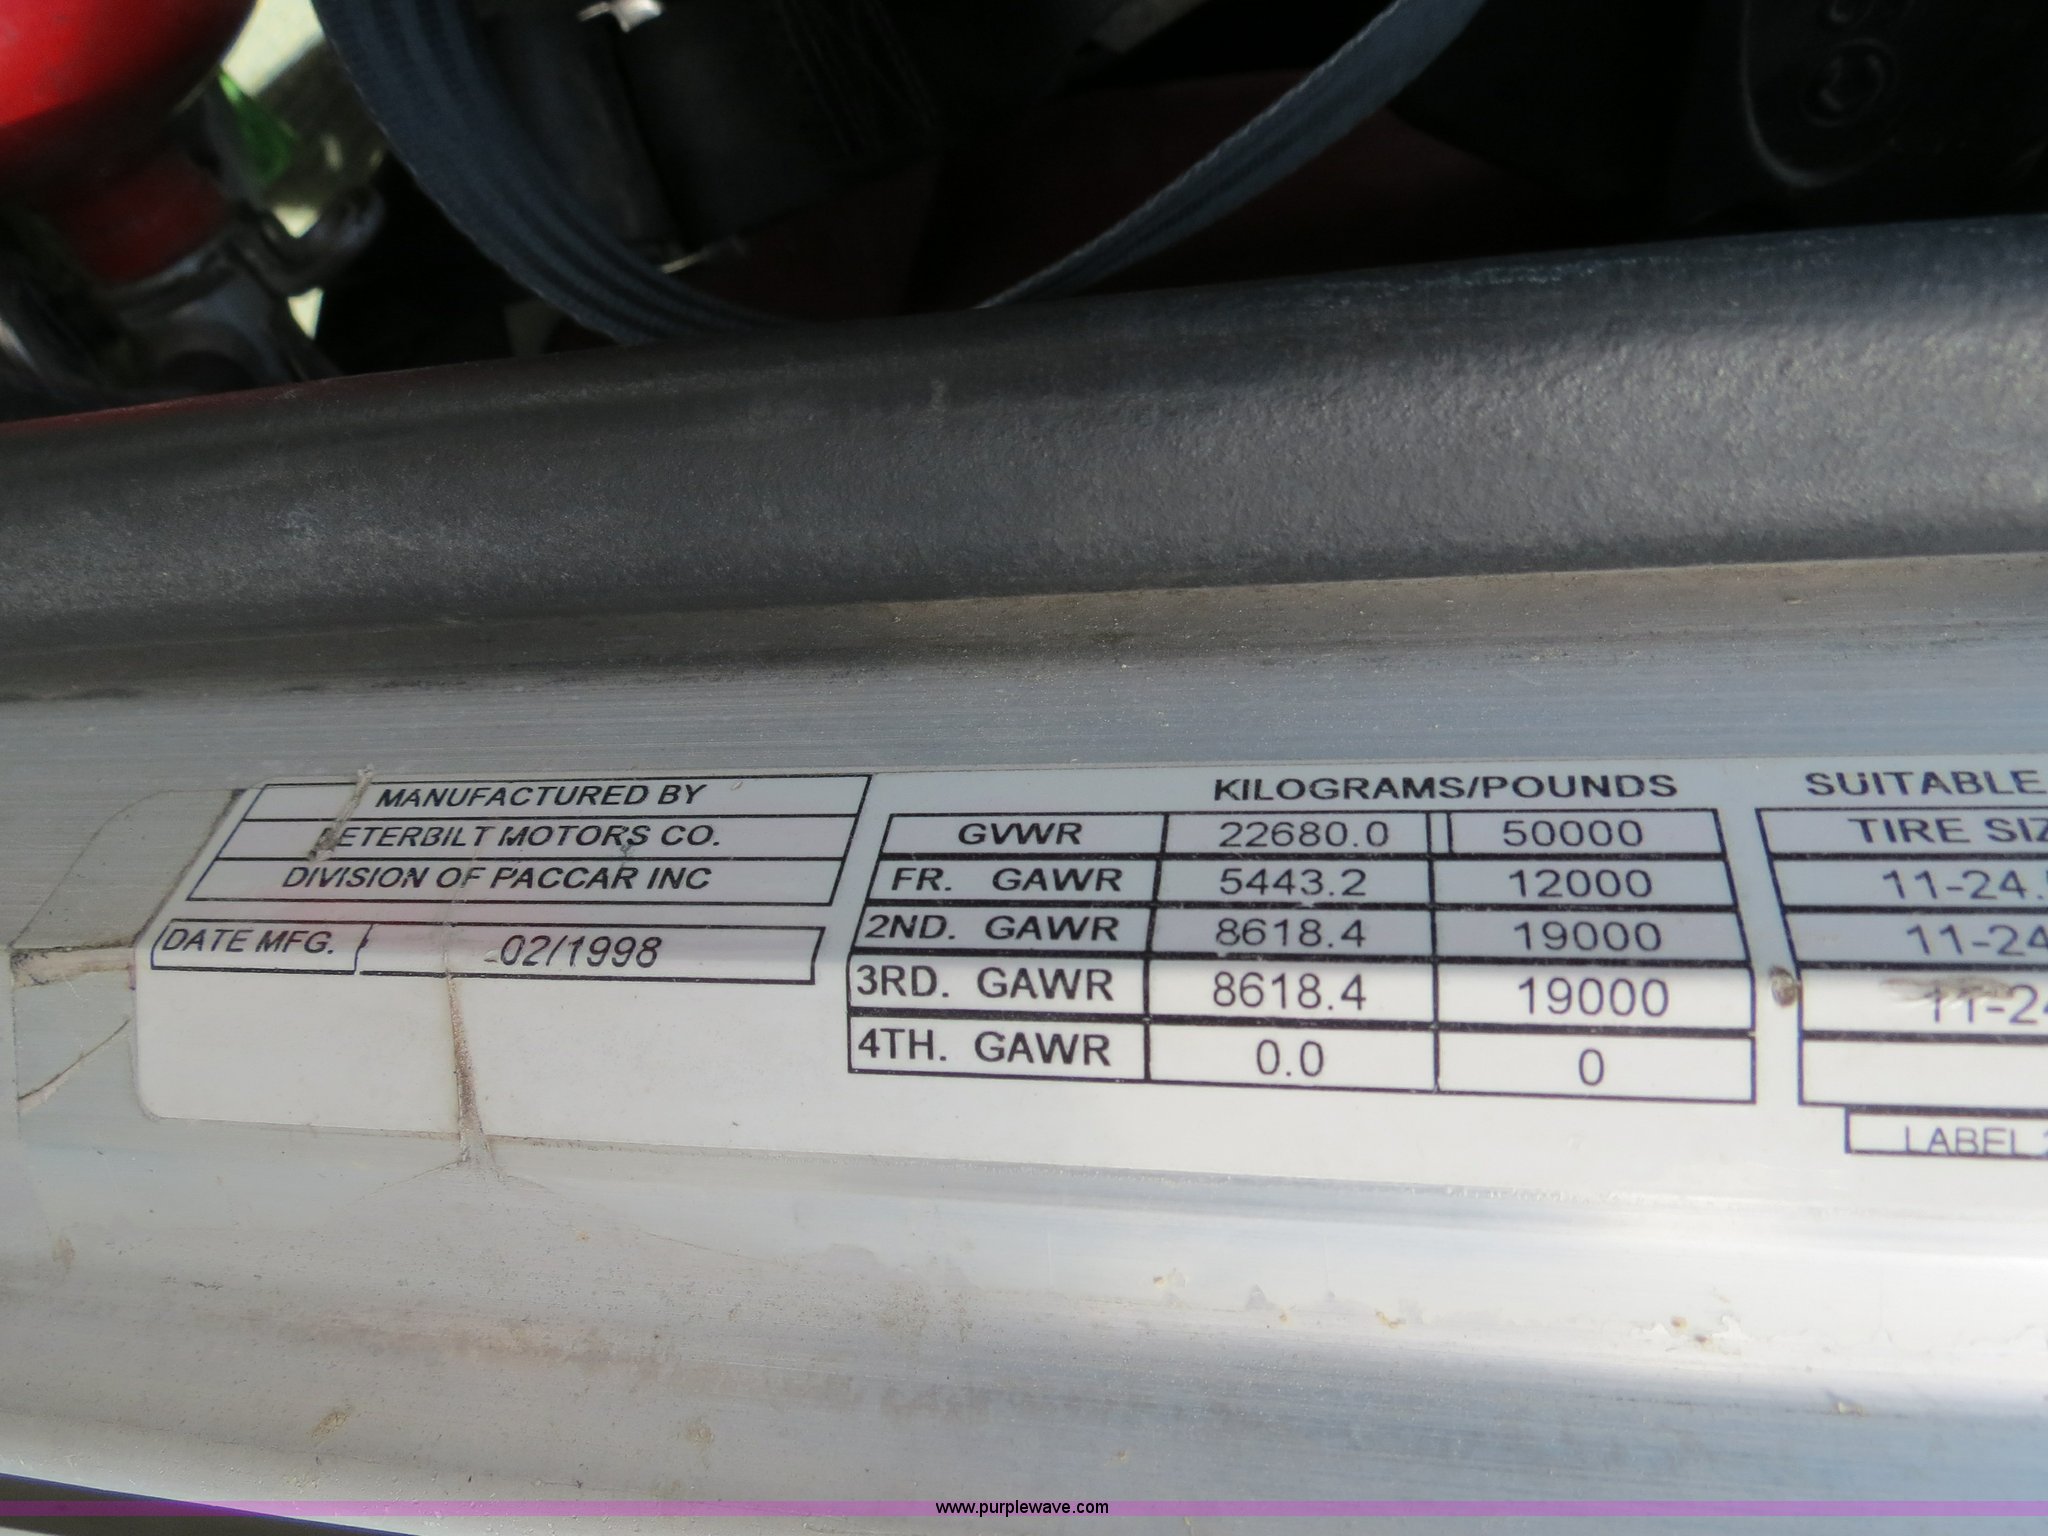 MANUFACTURED BY
PETERBILT MOTORS CO.
DIVISION OF PACCAR INC
DATE MFG. 02/1998
KILOGRAMS/POUNDS
GVWR 22680.0 50000
FR. GAWR 5443.2 12000
2ND. GAWR 8618.4 19000
3RD. GAWR 8618.4 19000
4TH. GAWR 0.0 0
SUITABLE
TIRE SIZ
11-24.
11-24
11-24
LABEL
www.purplewave.com